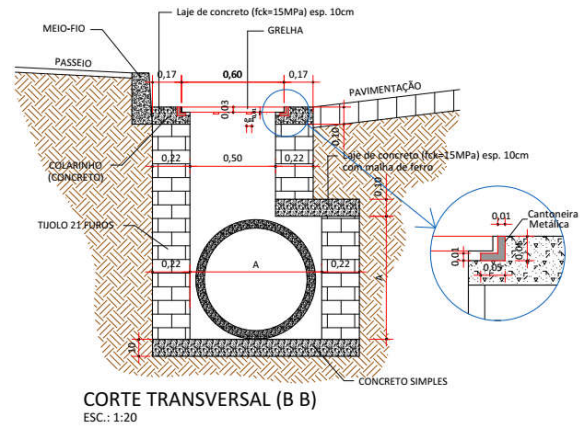 Laje de concreto (fck=15MPa) esp. 10cm
MEIO-FIO
GRELHA
PASSEIO
0,17
0,60
0,17
PAVIMENTAÇÃO
0,03
0,10
COLARINHO
(CONCRETO)
0,22
0,50
0,22
Laje de concreto (fck=15MPa) esp. 10cm
com malha de ferro
0,10
TIJOLO 21 FUROS
0,22
A
0,22
A
0,01
Cantoneira
Metálica
0,01
0,05
10
CONCRETO SIMPLES
CORTE TRANSVERSAL (B B)
ESC.: 1:20